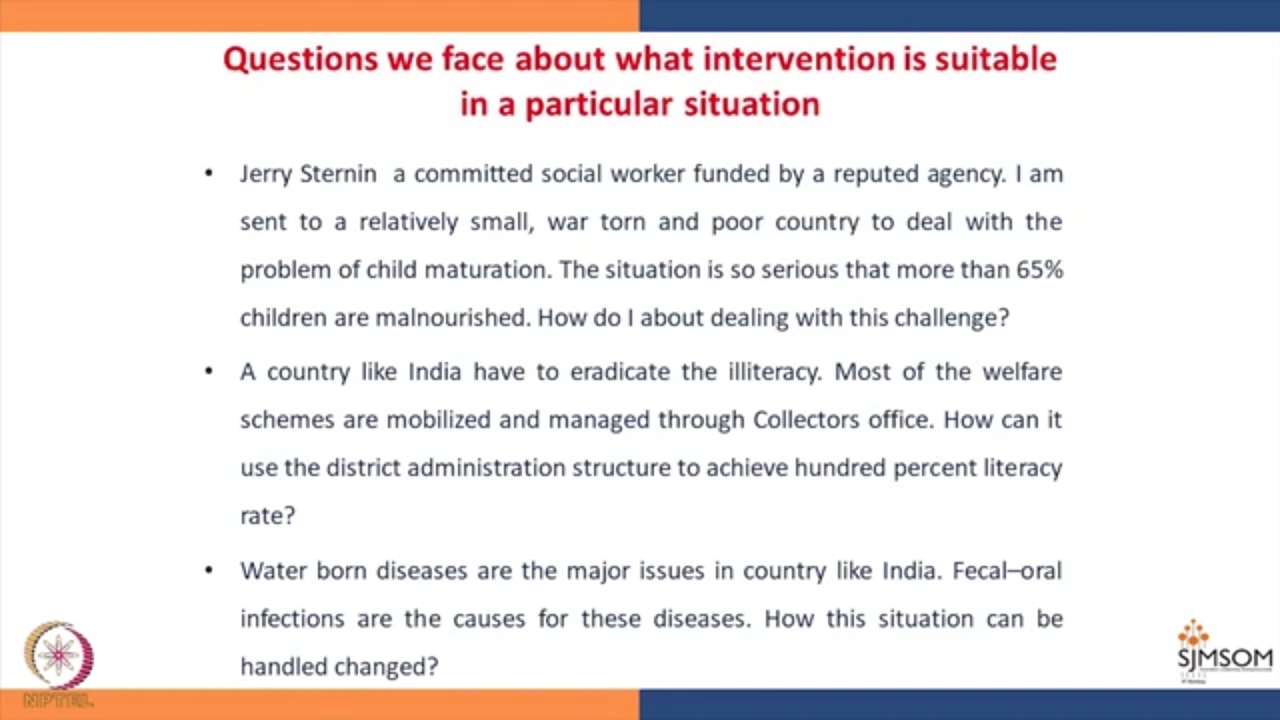 Questions we face about what intervention is suitable
in a particular situation
• Jerry Sternin a committed social worker funded by a reputed agency. I am
sent to a relatively small, war torn and poor country to deal with the
problem of child maturation. The situation is so serious that more than 65%
children are malnourished. How do I about dealing with this challenge?
• A country like India have to eradicate the illiteracy. Most of the welfare
schemes are mobilized and managed through Collectors office. How can it
use the district administration structure to achieve hundred percent literacy
rate?
• Water born diseases are the major issues in country like India. Fecal–oral
infections are the causes for these diseases. How this situation can be
handled changed?
NPTEL
SJMSOM